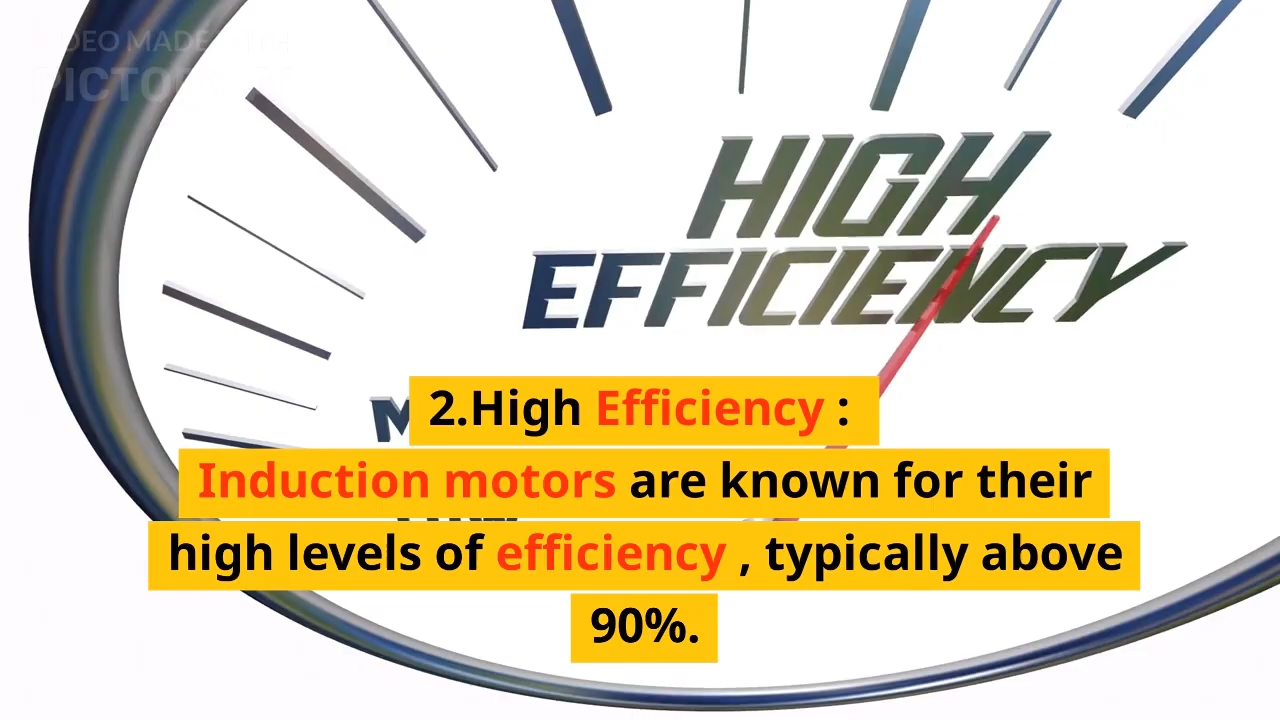 HIGH
EFFICIENCY
2.High Efficiency :
Induction motors are known for their
high levels of efficiency , typically above
90%.